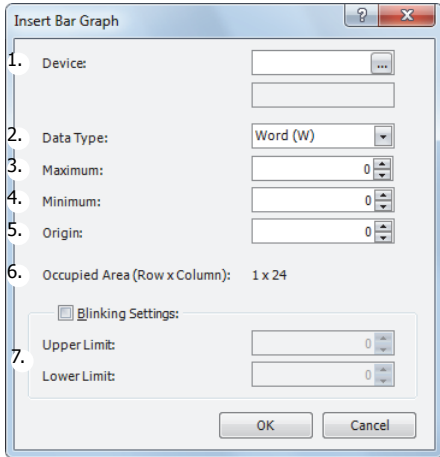 Insert Bar Graph
1. Device: ...
2. Data Type: Word (W)
3. Maximum: 0
4. Minimum: 0
5. Origin: 0
6. Occupied Area (Row x Column): 1 x 24
Blinking Settings:
7.
Upper Limit: 0
Lower Limit: 0
OK Cancel